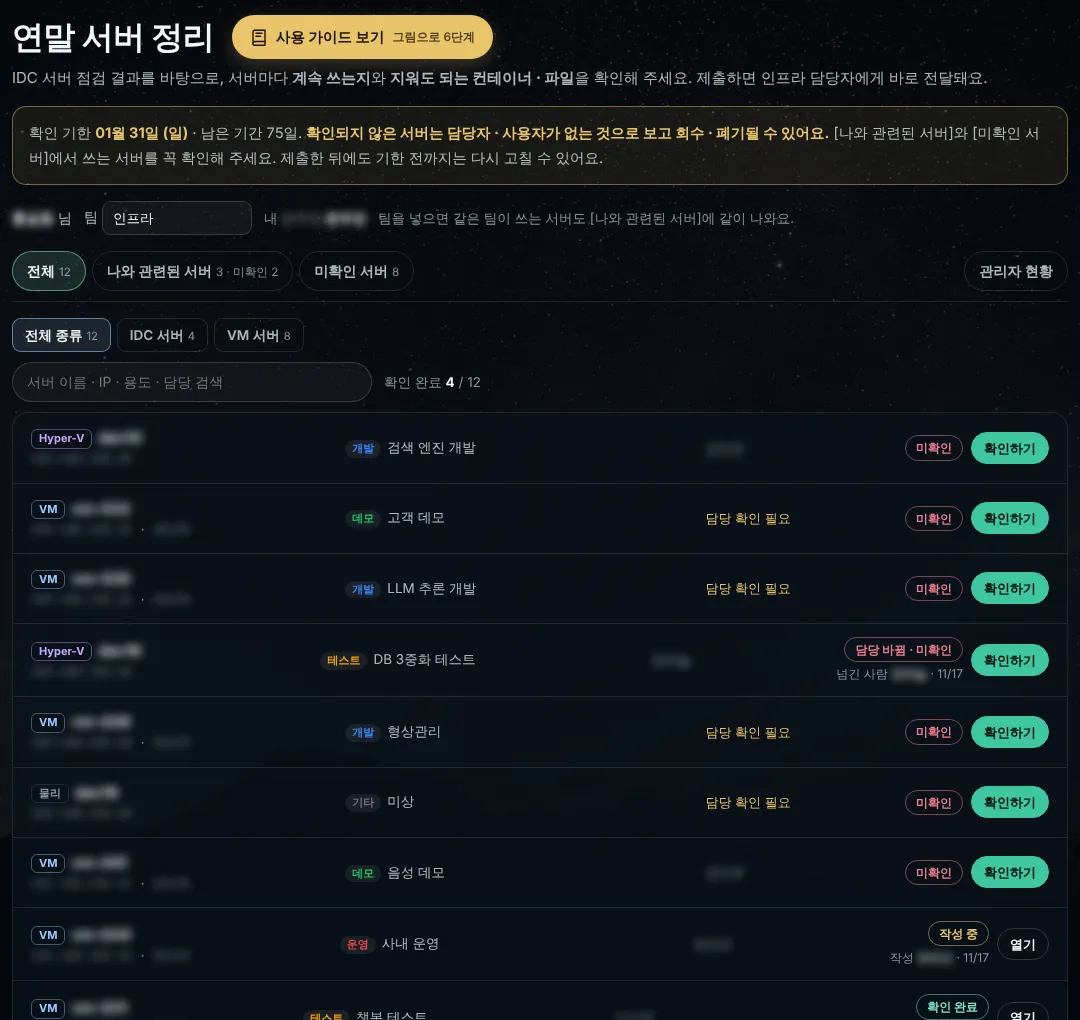 연말 서버 정리
사용 가이드 보기 그림으로 6단계
IDC 서버 점검 결과를 바탕으로, 서버마다 계속 쓰는지와 지워도 되는 컨테이너 · 파일을 확인해 주세요. 제출하면 인프라 담당자에게 바로 전달돼요.
확인 기한 01월 31일 (일) · 남은 기간 75일. 확인되지 않은 서버는 담당자 · 사용자가 없는 것으로 보고 회수 · 폐기될 수 있어요. [나와 관련된 서버]와 [미확인 서
버]에서 쓰는 서버를 꼭 확인해 주세요. 제출한 뒤에도 기한 전까지는 다시 고칠 수 있어요.
님 팀 인프라 내 팀을 넣으면 같은 팀이 쓰는 서버도 [나와 관련된 서버]에 같이 나와요.
전체 12 나와 관련된 서버 3 · 미확인 2 미확인 서버 8 관리자 현황
전체 종류 12 IDC 서버 4 VM 서버 8
서버 이름 · IP · 용도 · 담당 검색 확인 완료 4 / 12
Hyper-V 개발 검색 엔진 개발 미확인 확인하기
VM 데모 고객 데모 담당 확인 필요 미확인 확인하기
VM 개발 LLM 추론 개발 담당 확인 필요 미확인 확인하기
Hyper-V 테스트 DB 3중화 테스트 담당 바뀜 · 미확인 확인하기
넘긴 사람 · 11/17
VM 개발 형상관리 담당 확인 필요 미확인 확인하기
물리 기타 미상 담당 확인 필요 미확인 확인하기
VM 데모 음성 데모 미확인 확인하기
VM 운영 사내 운영 작성 중 열기
작성 · 11/17
VM 테스트 챗봇 테스트 확인 완료 열기